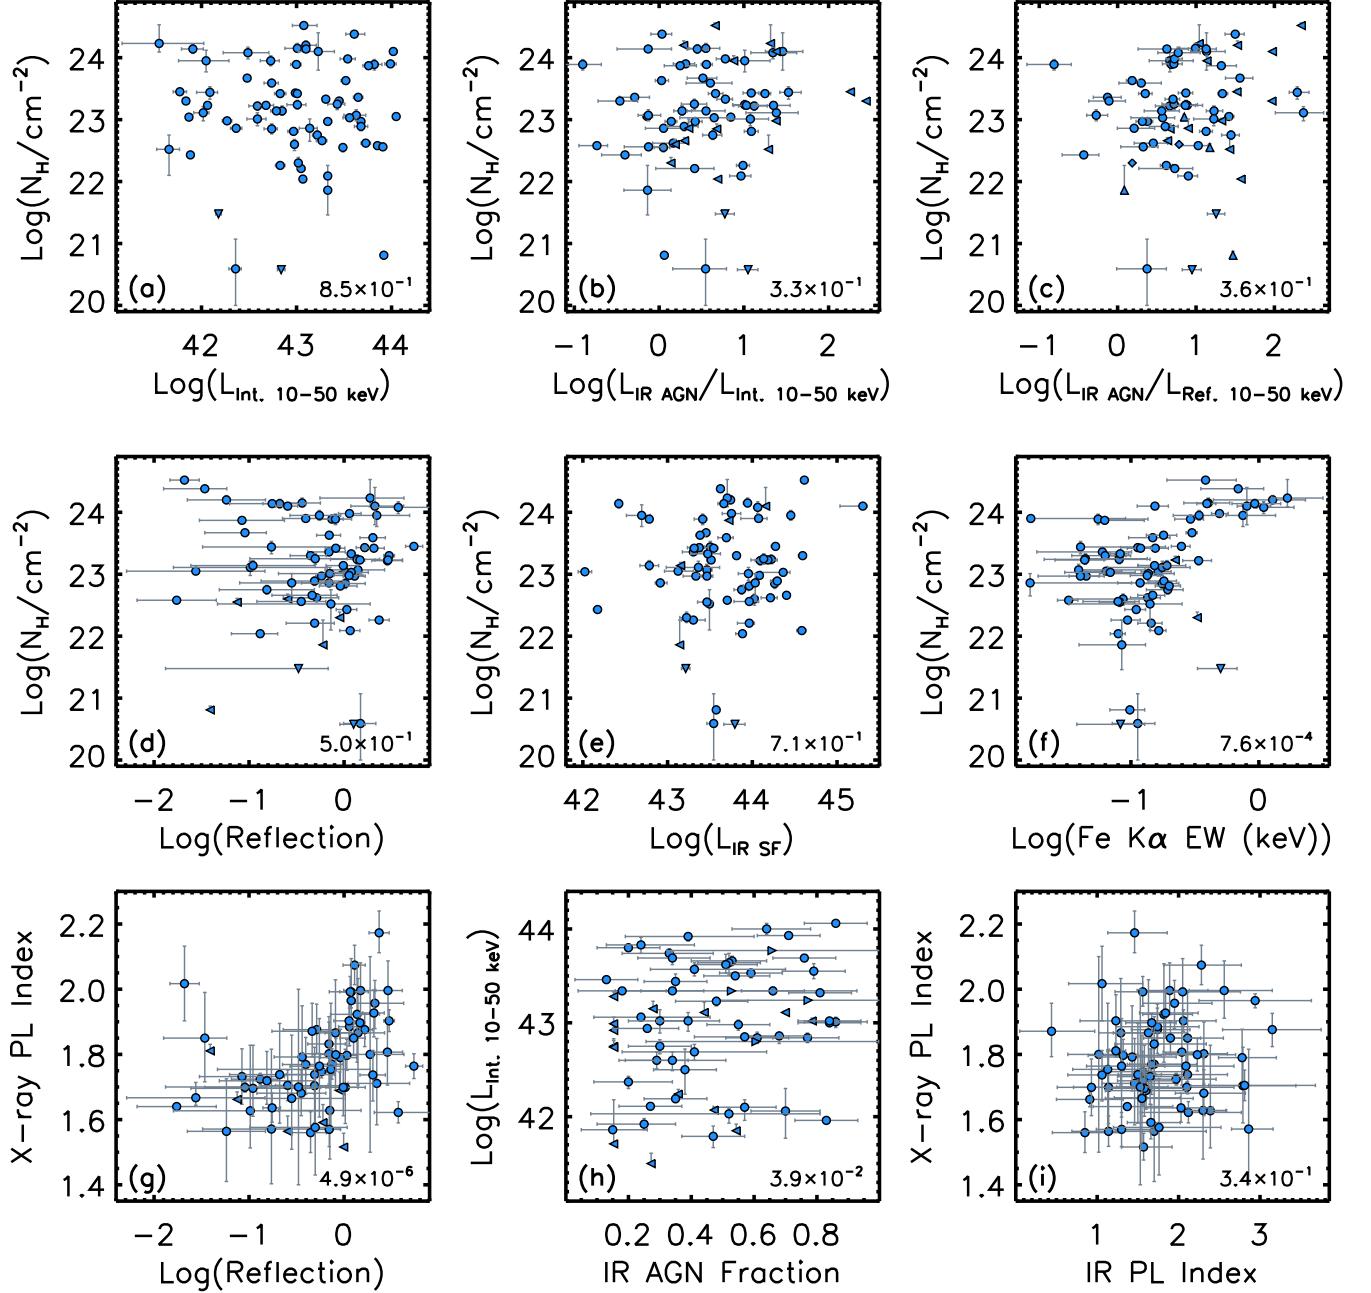 Log(N_H/cm^−2)
24
23
22
21
20
(a)
8.5×10^−1
42 43 44
Log(L_Int. 10−50 keV)
Log(N_H/cm^−2)
24
23
22
21
20
(b)
3.3×10^−1
−1 0 1 2
Log(L_IR AGN/L_Int. 10−50 keV)
Log(N_H/cm^−2)
24
23
22
21
20
(c)
3.6×10^−1
−1 0 1 2
Log(L_IR AGN/L_Ref. 10−50 keV)
Log(N_H/cm^−2)
24
23
22
21
20
(d)
5.0×10^−1
−2 −1 0
Log(Reflection)
Log(N_H/cm^−2)
24
23
22
21
20
(e)
7.1×10^−1
42 43 44 45
Log(L_IR SF)
Log(N_H/cm^−2)
24
23
22
21
20
(f)
7.6×10^−4
−1 0
Log(Fe Kα EW (keV))
X−ray PL Index
2.2
2.0
1.8
1.6
1.4
(g)
4.9×10^−6
−2 −1 0
Log(Reflection)
Log(L_Int. 10−50 keV)
44
43
42
(h)
3.9×10^−2
0.2 0.4 0.6 0.8
IR AGN Fraction
X−ray PL Index
2.2
2.0
1.8
1.6
1.4
(i)
3.4×10^−1
1 2 3
IR PL Index